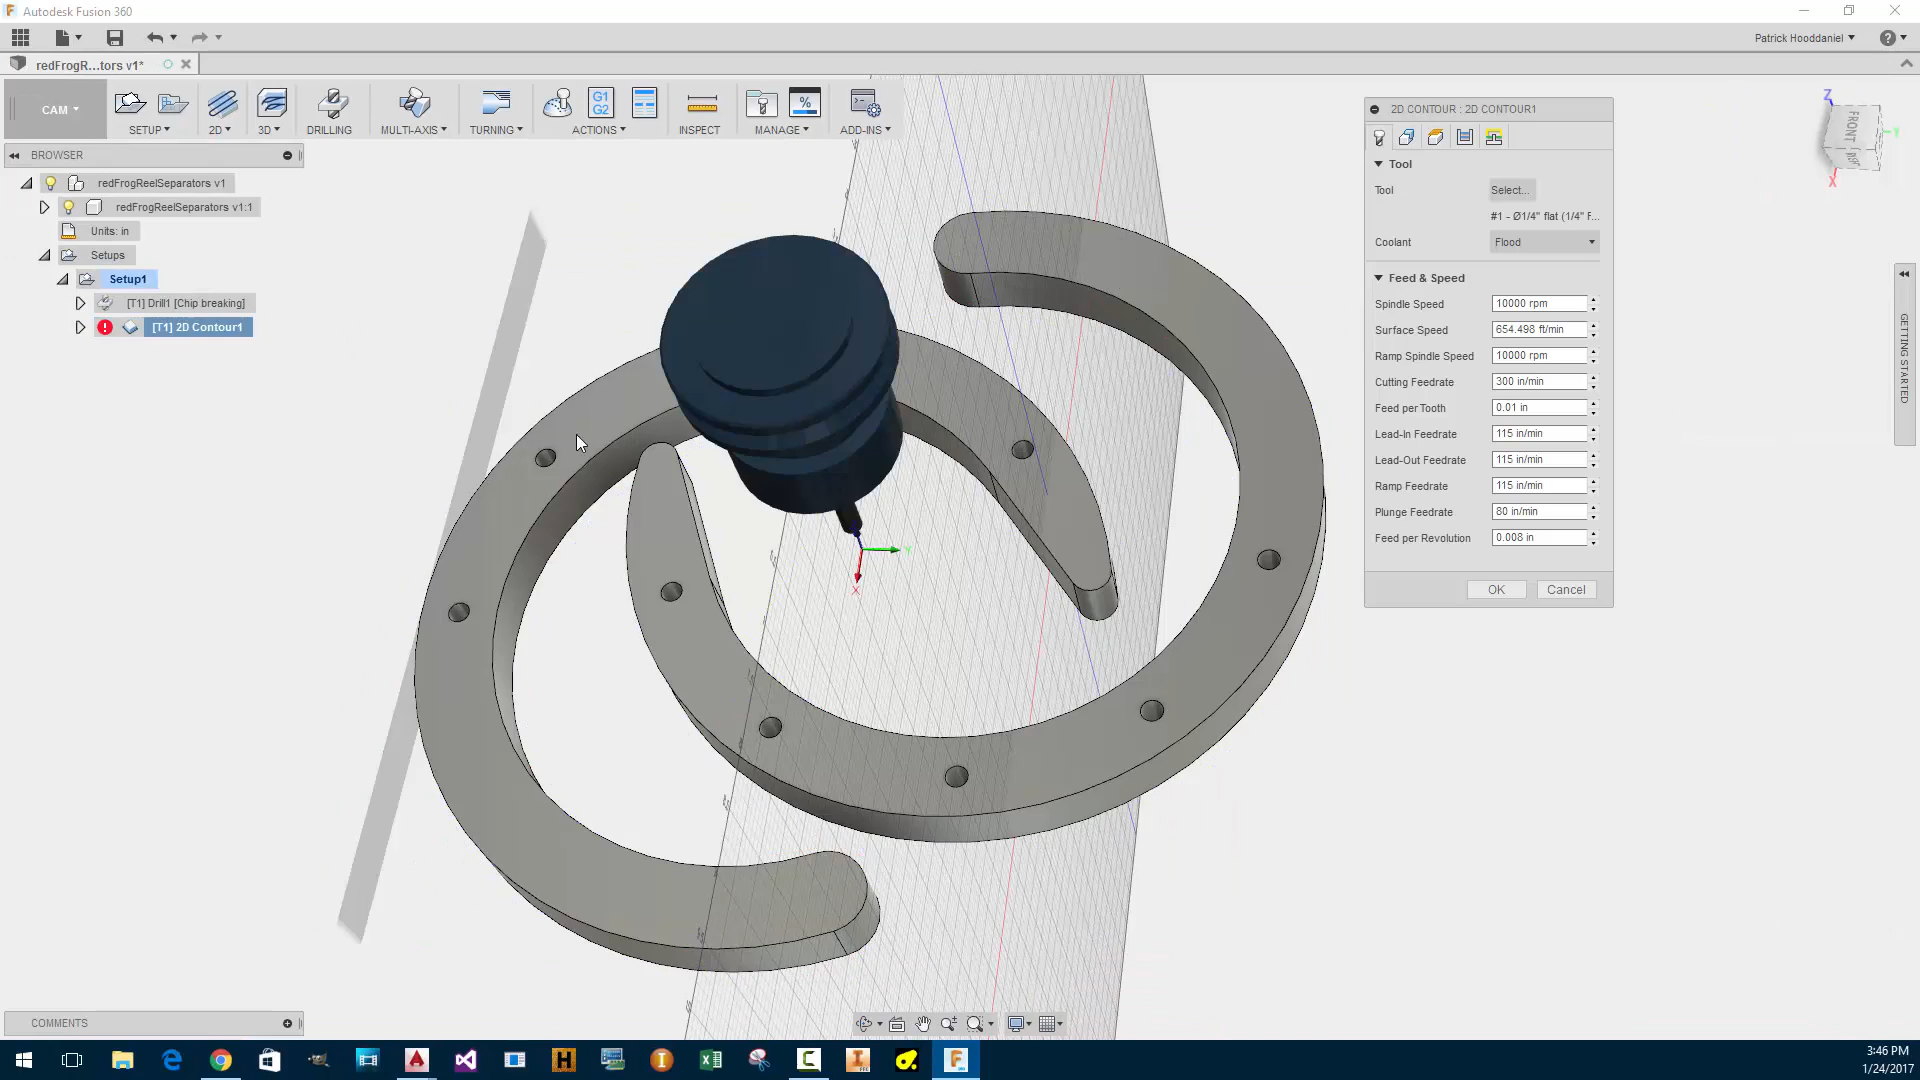 Autodesk Fusion 360
Patrick Hooddaniel
redFrogR...tors v1*
CAM
SETUP
2D
3D
DRILLING
MULTI-AXIS
TURNING
G1
G2
ACTIONS
INSPECT
%
MANAGE
ADD-INS
BROWSER
redFrogReelSeparators v1
redFrogReelSeparators v1:1
Units: in
Setups
Setup1
[T1] Drill1 [Chip breaking]
[T1] 2D Contour1
2D CONTOUR : 2D CONTOUR1
Tool
Tool
Select...
#1 - Ø1/4" flat (1/4" F...
Coolant
Flood
Feed & Speed
Spindle Speed
10000 rpm
Surface Speed
654.498 ft/min
Ramp Spindle Speed
10000 rpm
Cutting Feedrate
300 in/min
Feed per Tooth
0.01 in
Lead-In Feedrate
115 in/min
Lead-Out Feedrate
115 in/min
Ramp Feedrate
115 in/min
Plunge Feedrate
80 in/min
Feed per Revolution
0.008 in
OK
Cancel
Z
FRONT
Y
X
GETTING STARTED
Y
X
COMMENTS
3:46 PM
1/24/2017